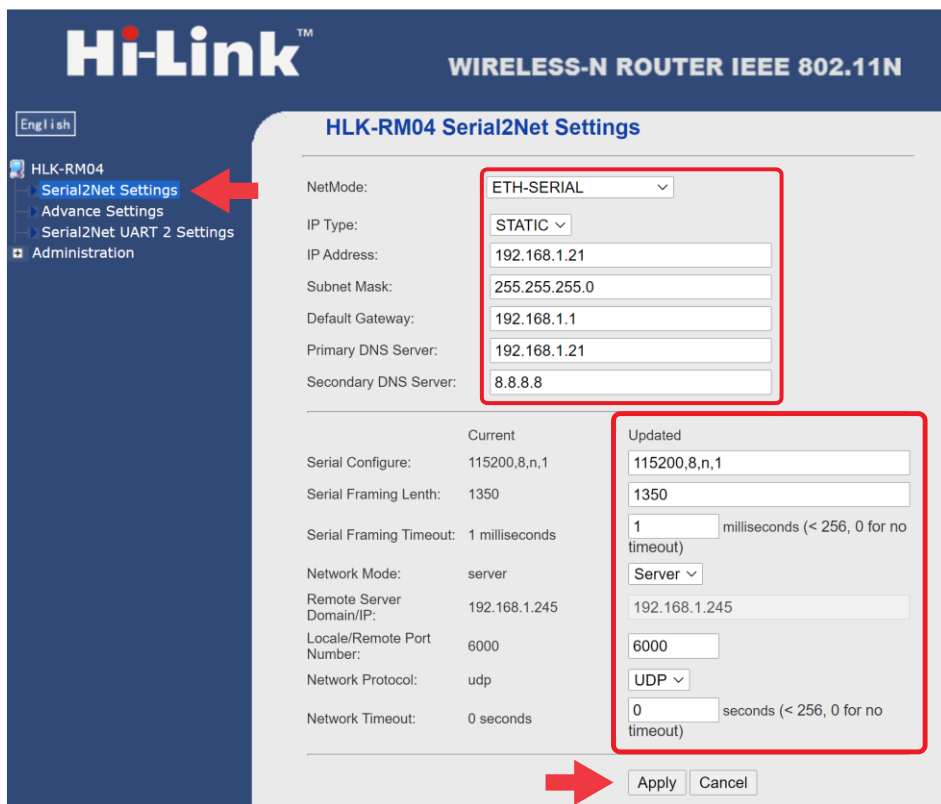 Hi-Link™
WIRELESS-N ROUTER IEEE 802.11N
English
HLK-RM04
Serial2Net Settings
Advance Settings
Serial2Net UART 2 Settings
Administration
HLK-RM04 Serial2Net Settings
NetMode: ETH-SERIAL
IP Type: STATIC
IP Address: 192.168.1.21
Subnet Mask: 255.255.255.0
Default Gateway: 192.168.1.1
Primary DNS Server: 192.168.1.21
Secondary DNS Server: 8.8.8.8
Current Updated
Serial Configure: 115200,8,n,1 115200,8,n,1
Serial Framing Lenth: 1350 1350
Serial Framing Timeout: 1 milliseconds 1 milliseconds (< 256, 0 for no
timeout)
Network Mode: server Server
Remote Server
Domain/IP: 192.168.1.245 192.168.1.245
Locale/Remote Port
Number: 6000 6000
Network Protocol: udp UDP
Network Timeout: 0 seconds 0 seconds (< 256, 0 for no
timeout)
Apply Cancel